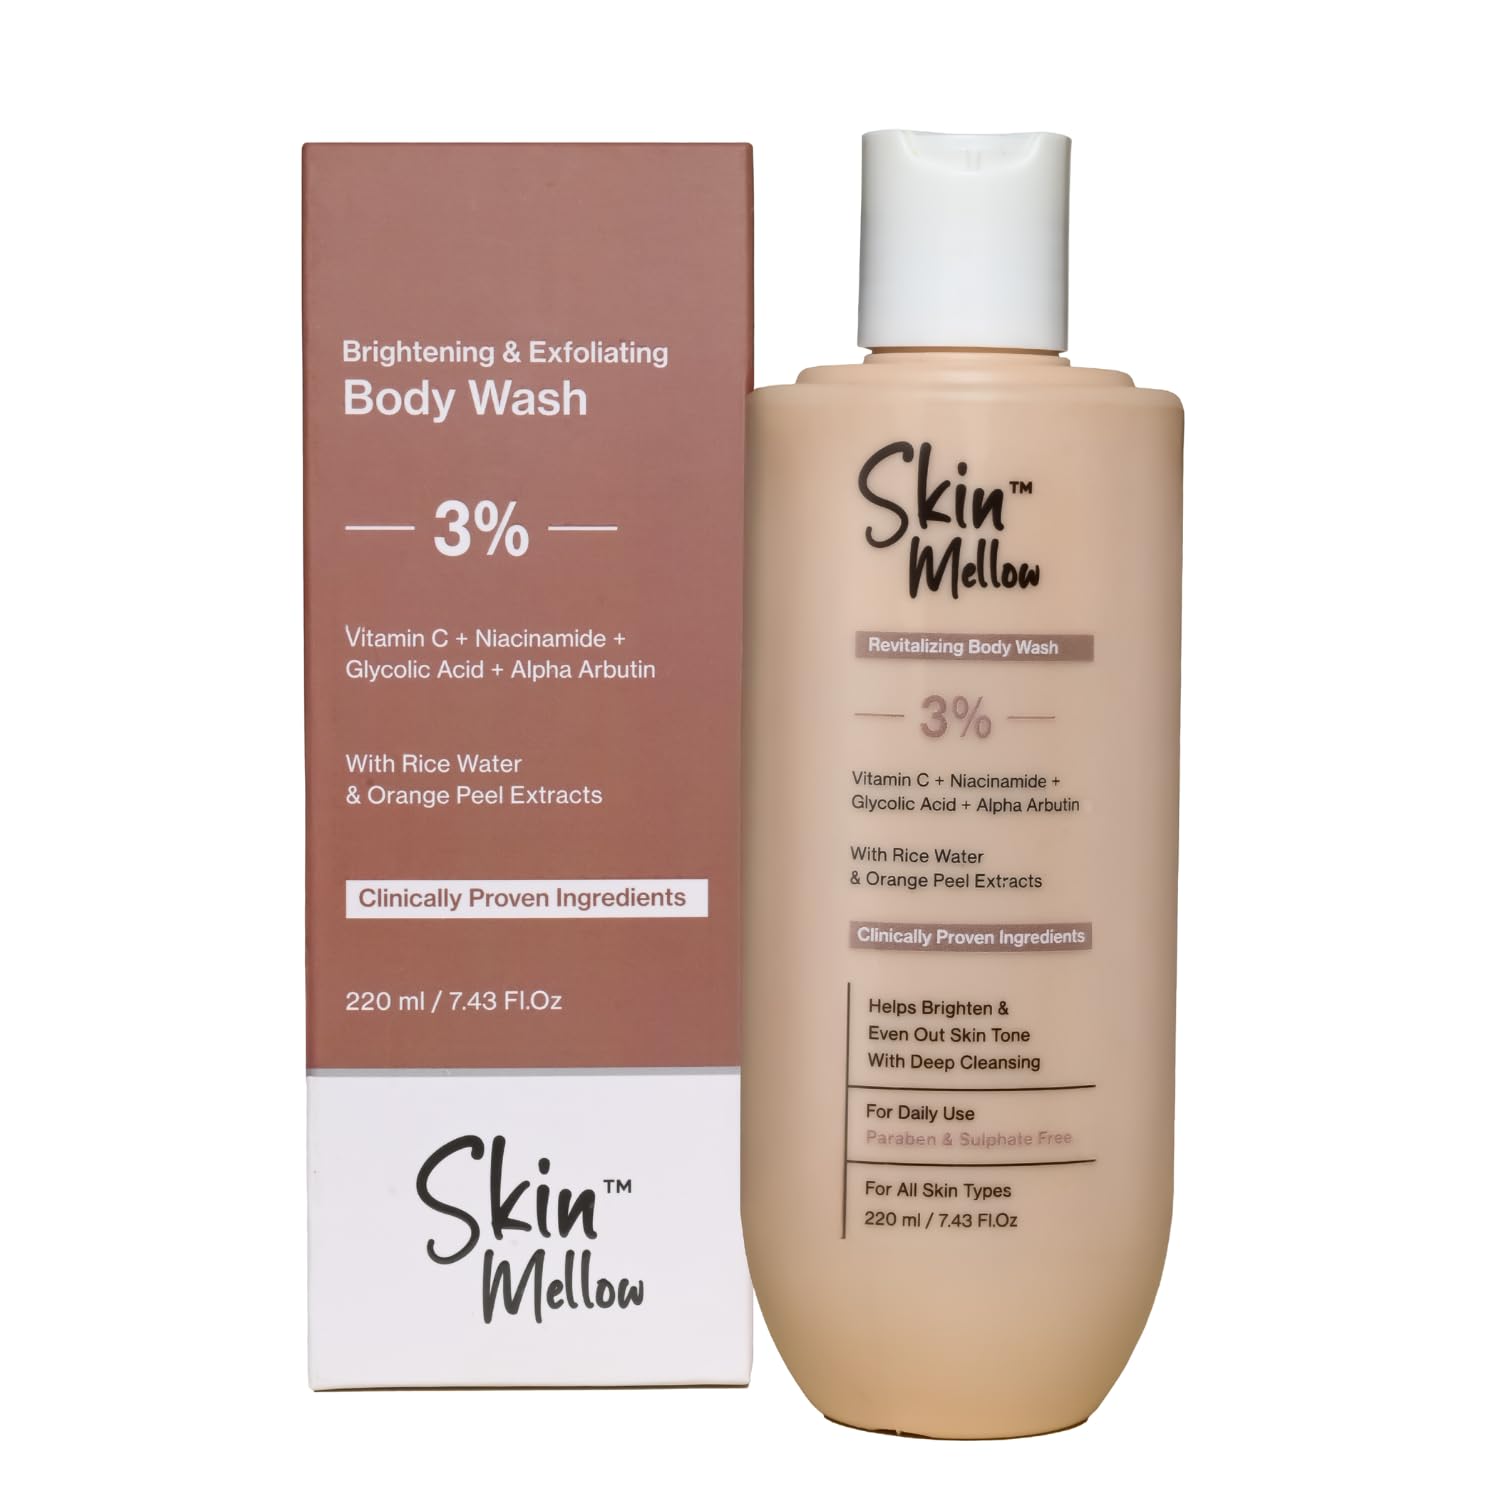 Brightening & Exfoliating
Body Wash
3%
Vitamin C + Niacinamide +
Glycolic Acid + Alpha Arbutin
With Rice Water
& Orange Peel Extracts
Clinically Proven Ingredients
220 ml / 7.43 Fl.Oz
Skin™
Mellow
Skin™
Mellow
Revitalizing Body Wash
3%
Vitamin C + Niacinamide +
Glycolic Acid + Alpha Arbutin
With Rice Water
& Orange Peel Extracts
Clinically Proven Ingredients
Helps Brighten &
Even Out Skin Tone
With Deep Cleansing
For Daily Use
Paraben & Sulphate Free
For All Skin Types
220 ml / 7.43 Fl.Oz